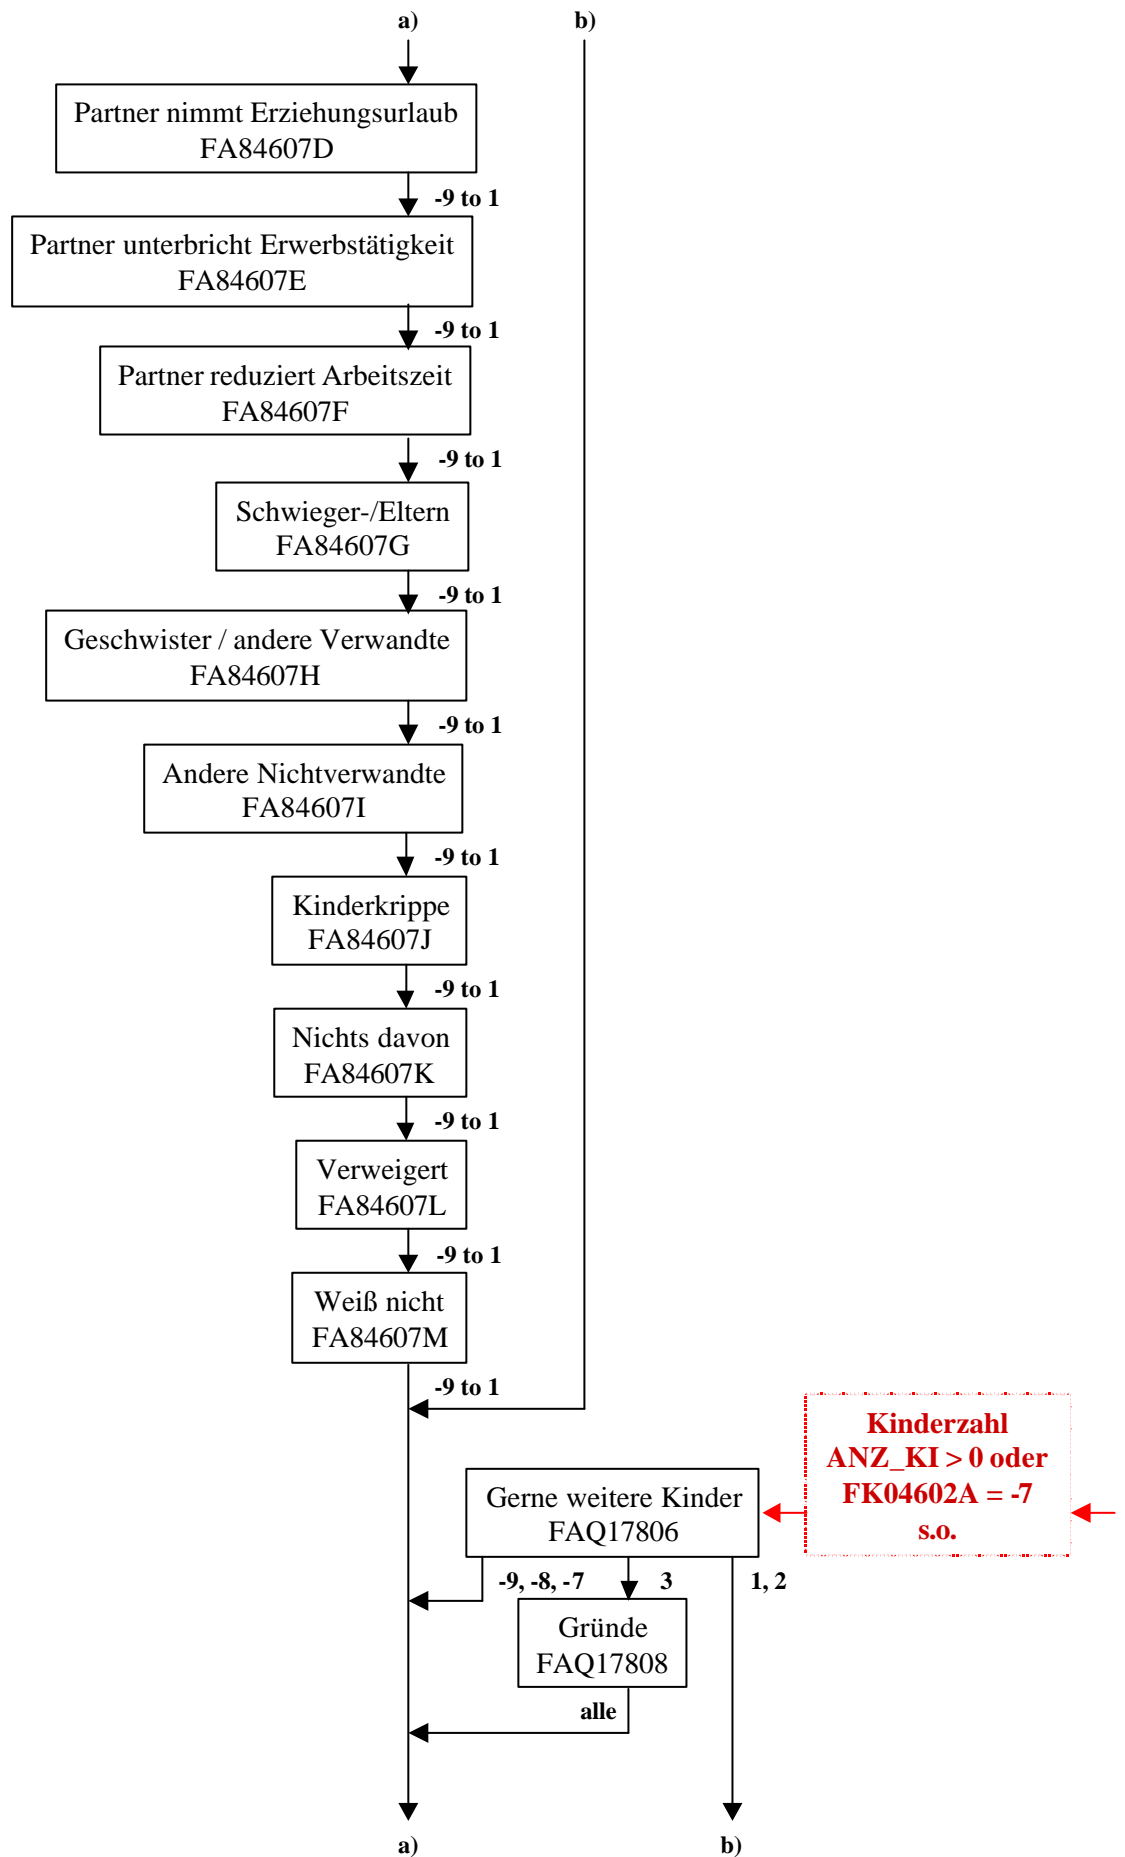 a)
b)
Partner nimmt Erziehungsurlaub
FA84607D
-9 to 1
Partner unterbricht Erwerbstätigkeit
FA84607E
-9 to 1
Partner reduziert Arbeitszeit
FA84607F
-9 to 1
Schwieger-/Eltern
FA84607G
-9 to 1
Geschwister / andere Verwandte
FA84607H
-9 to 1
Andere Nichtverwandte
FA84607I
-9 to 1
Kinderkrippe
FA84607J
-9 to 1
Nichts davon
FA84607K
-9 to 1
Verweigert
FA84607L
-9 to 1
Weiß nicht
FA84607M
-9 to 1
Kinderzahl
ANZ_KI > 0 oder
FK04602A = -7
s.o.
Gerne weitere Kinder
FAQ17806
-9, -8, -7
3
1, 2
Gründe
FAQ17808
alle
a)
b)